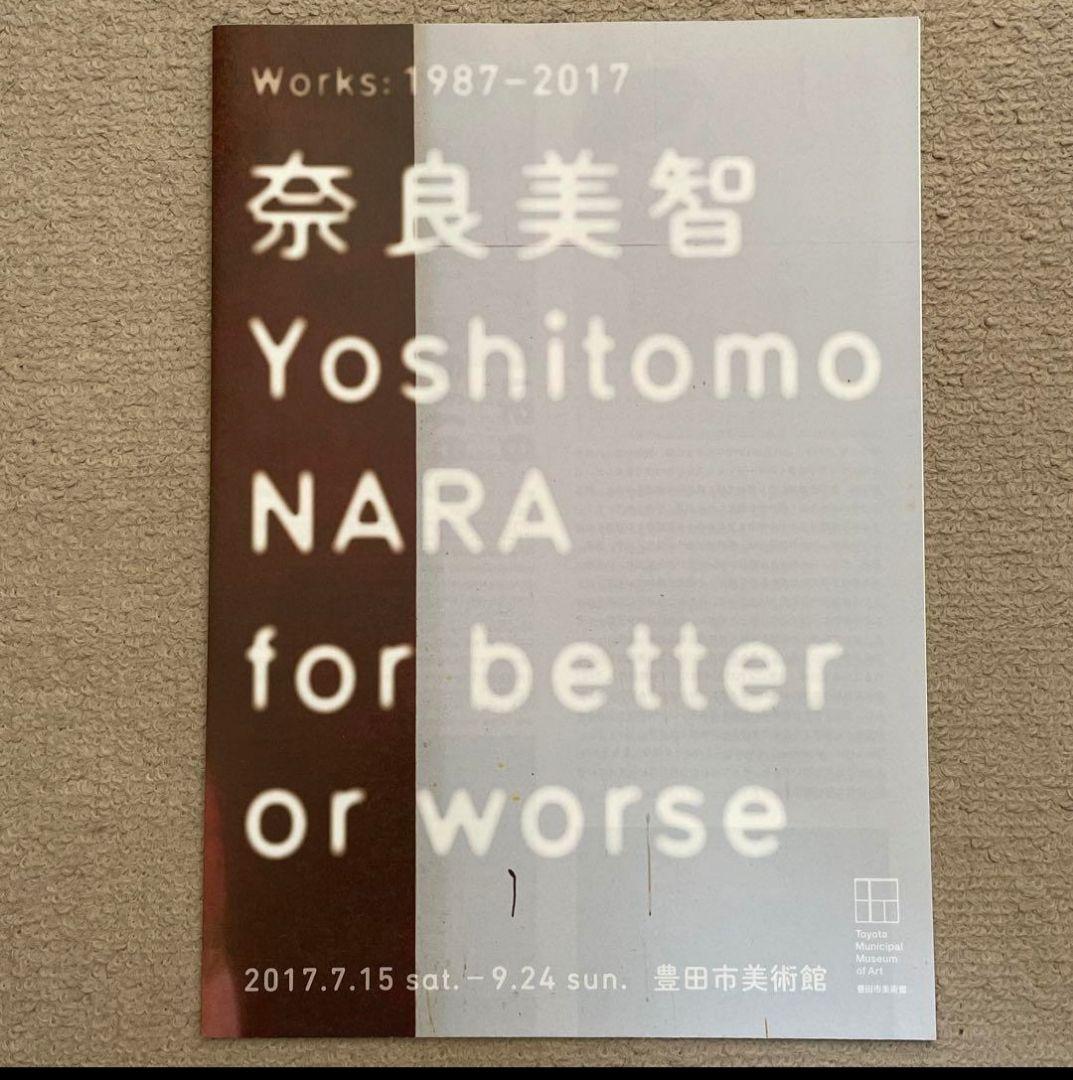 Works: 1987–2017
奈良美智
Yoshitomo
NARA
for better
or worse
2017.7.15 sat. – 9.24 sun. 豊田市美術館
Toyota
Municipal
Museum
of Art
豊田市美術館